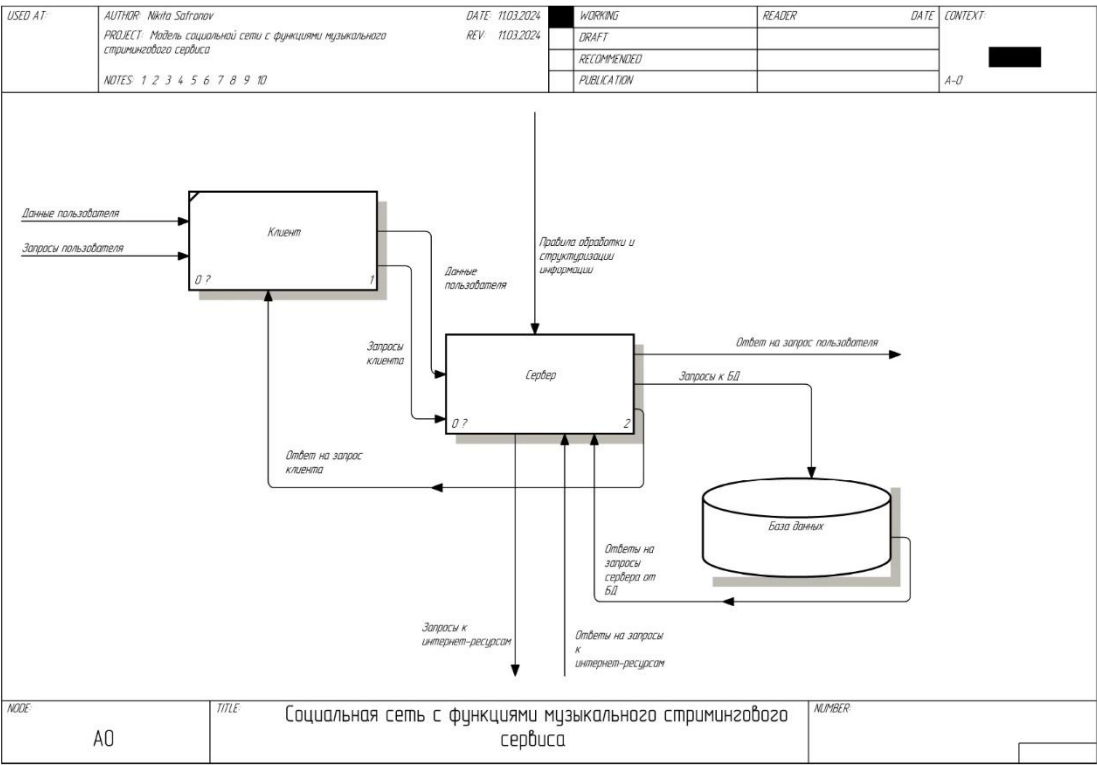 USED AT:
AUTHOR: Nikita Safronov
DATE: 11.03.2024
PROJECT: Модель социальной сети с функциями музыкального
стримингового сервиса
REV: 11.03.2024
NOTES: 1 2 3 4 5 6 7 8 9 10
WORKING
DRAFT
RECOMMENDED
PUBLICATION
READER
DATE
CONTEXT:
A-0
Данные пользователя
Запросы пользователя
Клиент
0 ?
1
Данные
пользователя
Правила обработки и
структуризации
информации
Запросы
клиента
Сервер
0 ?
2
Ответ на запрос пользователя
Запросы к БД
Ответ на запрос
клиента
База данных
Ответы на
запросы
сервера от
БД
Запросы к
интернет-ресурсам
Ответы на запросы
к
интернет-ресурсам
NODE:
A0
TITLE:
Социальная сеть с функциями музыкального стримингового
сервиса
NUMBER: